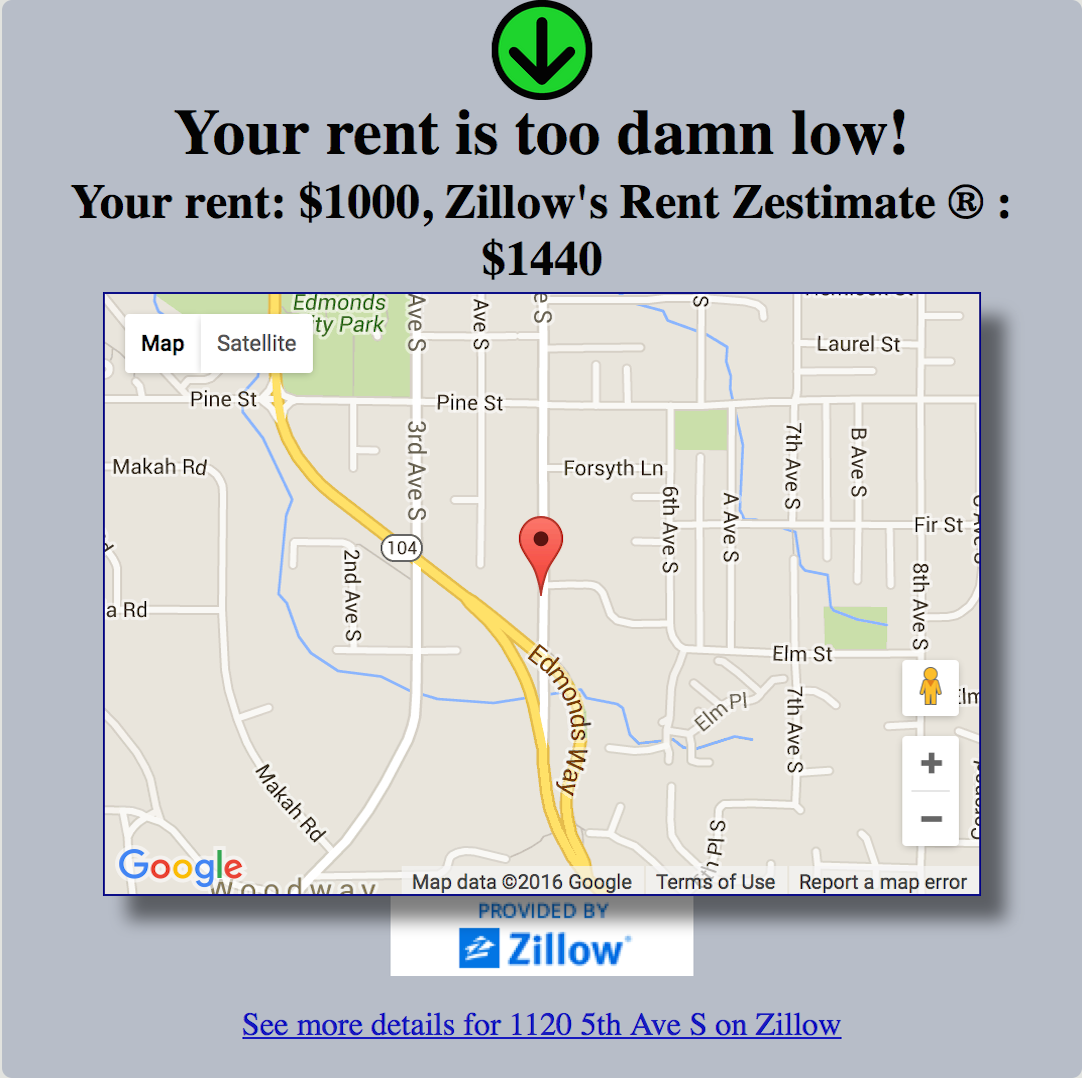 Your rent is too damn low!
Your rent: $1000, Zillow's Rent Zestimate ® :
$1440
Map
Satellite
Edmonds
City Park
Ave S
Ave S
S
Laurel St
Pine St
Pine St
3rd Ave S
7th Ave S
B Ave S
Makah Rd
Forsyth Ln
6th Ave S
A Ave S
Fir St
104
2nd Ave S
8th Ave S
a Rd
Edmonds Way
Elm St
Elm Pl
7th Ave S
Makah Rd
Google
Woodway
Map data ©2016 Google
Terms of Use
Report a map error
PROVIDED BY
Zillow®
See more details for 1120 5th Ave S on Zillow